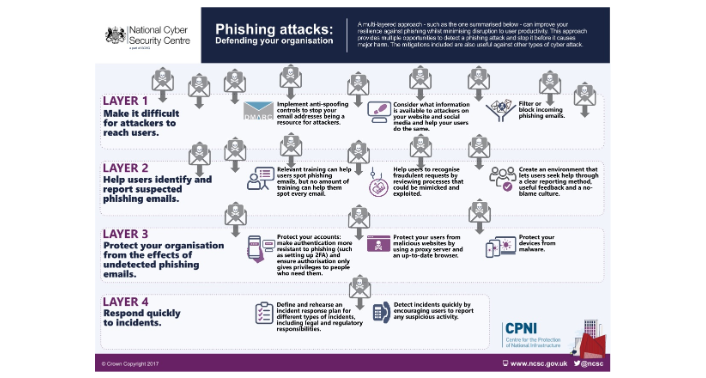 National Cyber
Security Centre
Phishing attacks:
Defending your organisation
A multi-layered approach - such as the one summarised below - can improve your
resilience against phishing whilst minimising disruption to user productivity. This approach
provides multiple opportunities to detect a phishing attack and stop it before it causes
major harm. The mitigations included are also useful against other types of cyber attack.
LAYER 1
Make it difficult
for attackers to
reach users.
DMARC
Implement anti-spoofing
controls to stop your
email addresses being a
resource for attackers.
Consider what information
is available to attackers on
your website and social
media and help your users
do the same.
Filter or
block incoming
phishing emails.
LAYER 2
Help users identify and
report suspected
phishing emails.
Relevant training can help
users spot phishing
emails, but no amount of
training can help them
spot every email.
Help users to recognise
fraudulent requests by
reviewing processes that
could be mimicked and
exploited.
Create an environment that
lets users seek help through
a clear reporting method,
useful feedback and a no-
blame culture.
LAYER 3
Protect your organisation
from the effects of
undetected phishing
emails.
Protect your accounts:
make authentication more
resistant to phishing (such
as setting up 2FA) and
ensure authorisation only
gives privileges to people
who need them.
Protect your users from
malicious websites by
using a proxy server and
an up-to-date browser.
Protect your
devices from
malware.
LAYER 4
Respond quickly
to incidents.
Define and rehearse an
incident response plan for
different types of incidents,
including legal and regulatory
responsibilities.
Detect incidents quickly by
encouraging users to report
any suspicious activity.
CPNI
Centre for the Protection
of National Infrastructure
© Crown Copyright 2017
www.ncsc.gov.uk
@ncsc